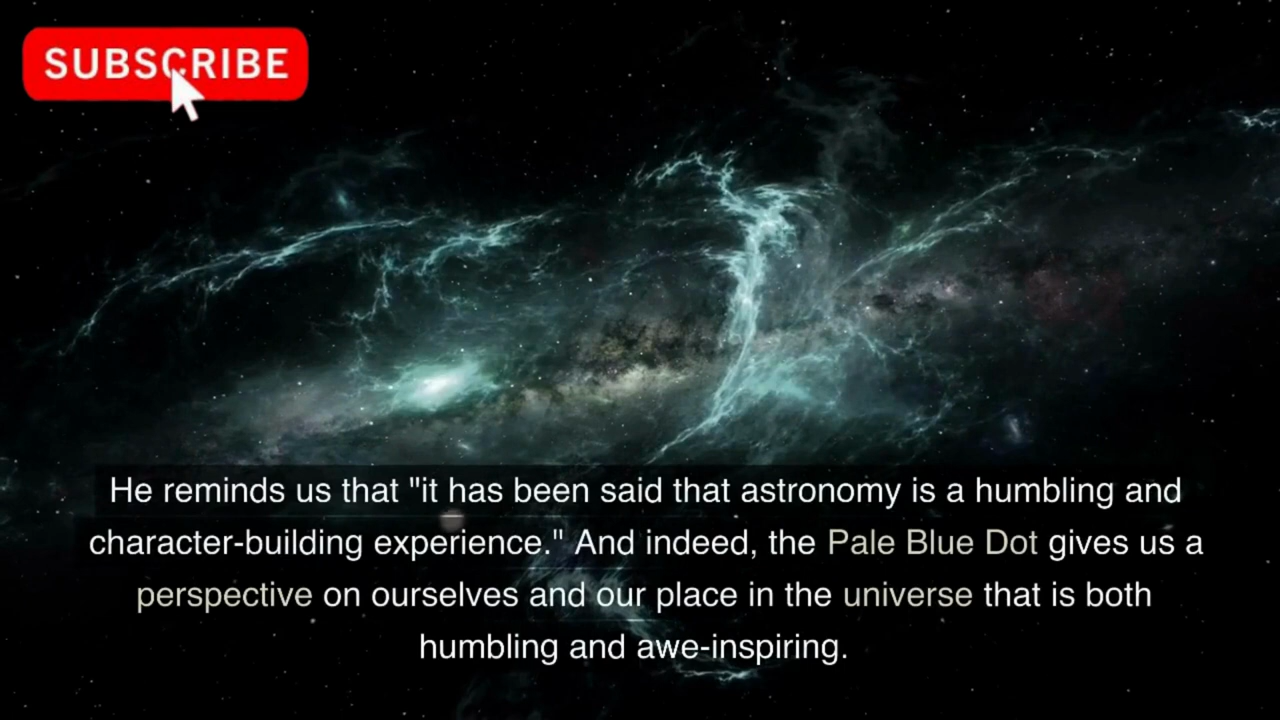 SUBSCRIBE
He reminds us that "it has been said that astronomy is a humbling and
character-building experience." And indeed, the Pale Blue Dot gives us a
perspective on ourselves and our place in the universe that is both
humbling and awe-inspiring.